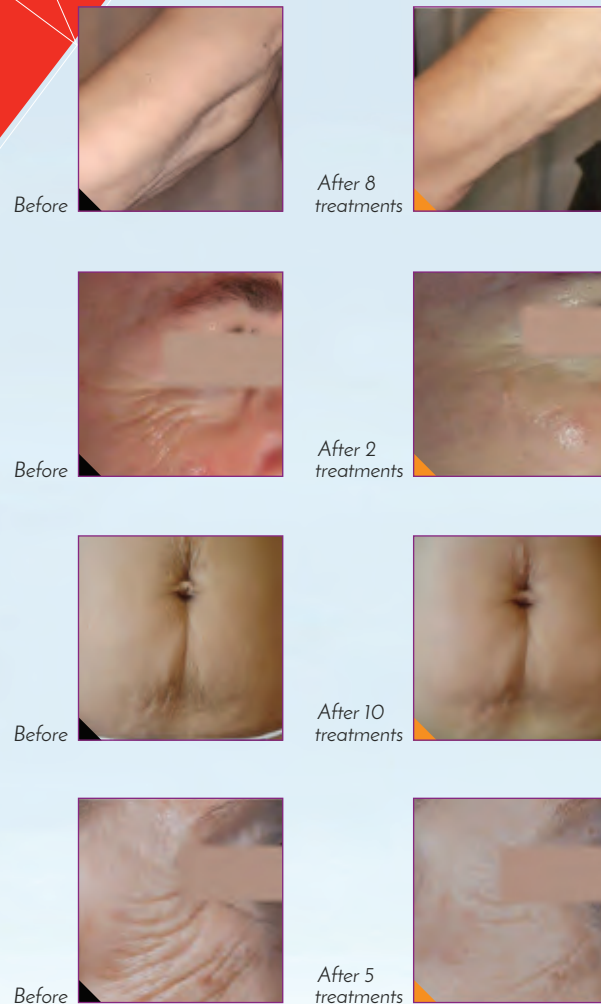 Before
After 8
treatments
Before
After 2
treatments
Before
After 10
treatments
Before
After 5
treatments